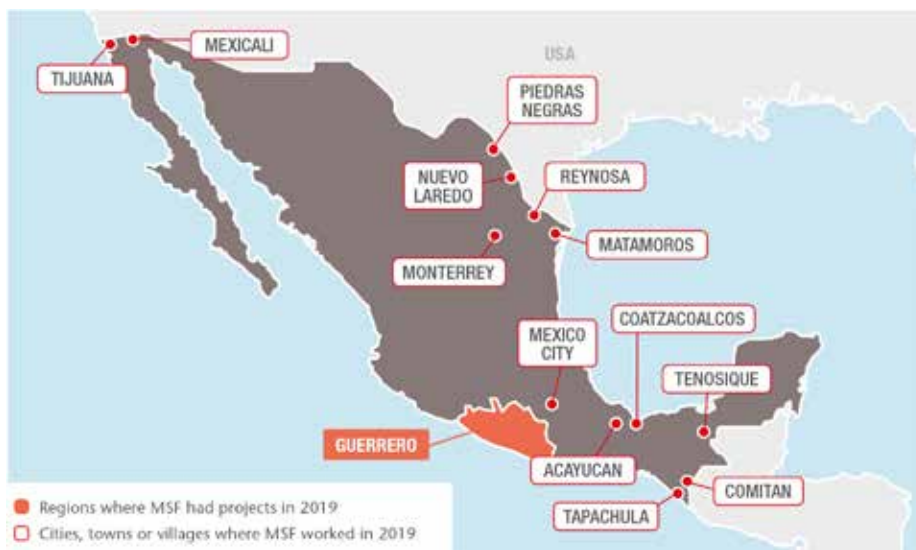 MEXICALI
TIJUANA
USA
PIEDRAS
NEGRAS
NUEVO
LAREDO
REYNOSA
MATAMOROS
MONTERREY
MEXICO
CITY
COATZACOALCOS
TENOSIQUE
GUERRERO
ACAYUCAN
COMITAN
TAPACHULA
Regions where MSF had projects in 2019
Cities, towns or villages where MSF worked in 2019